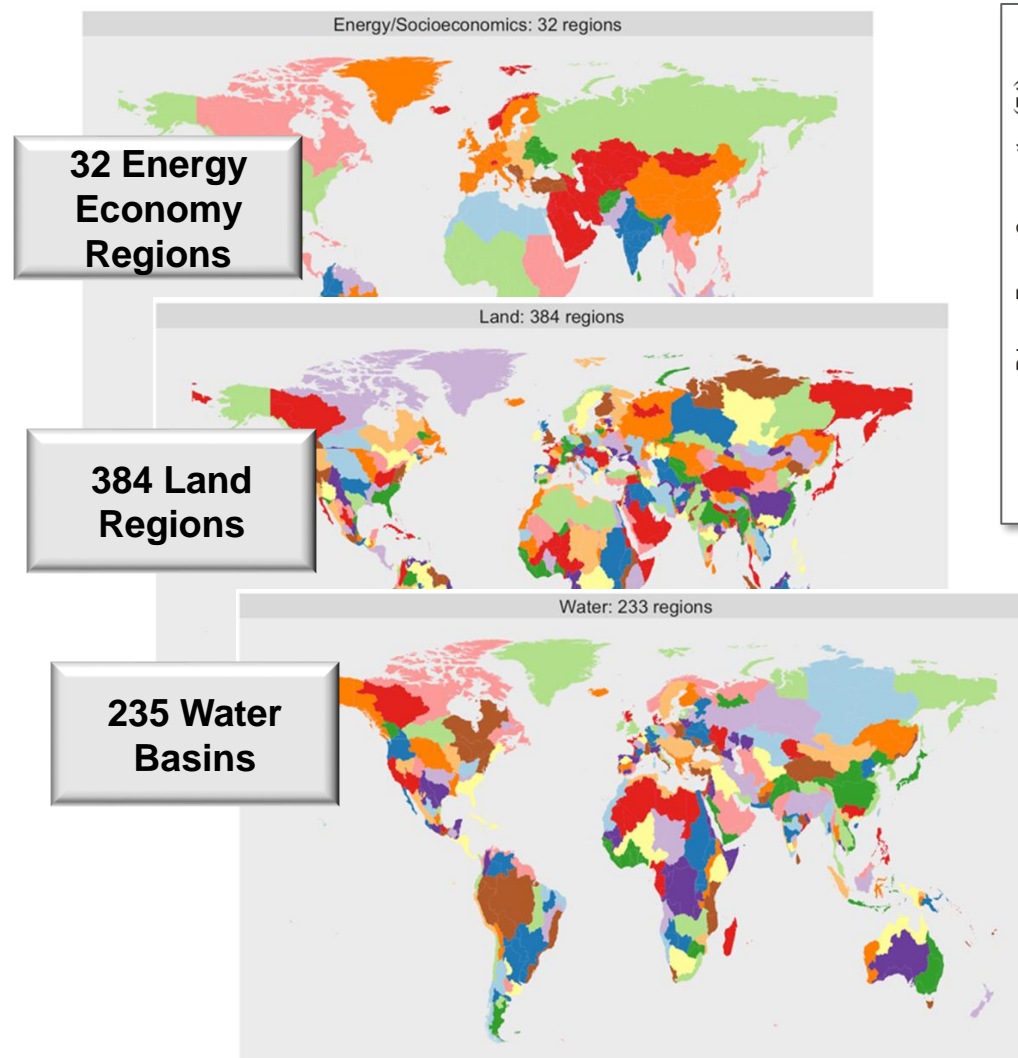 Energy/Socioeconomics: 32 regions
32 Energy
Economy
Regions
Land: 384 regions
384 Land
Regions
Water: 233 regions
235 Water
Basins